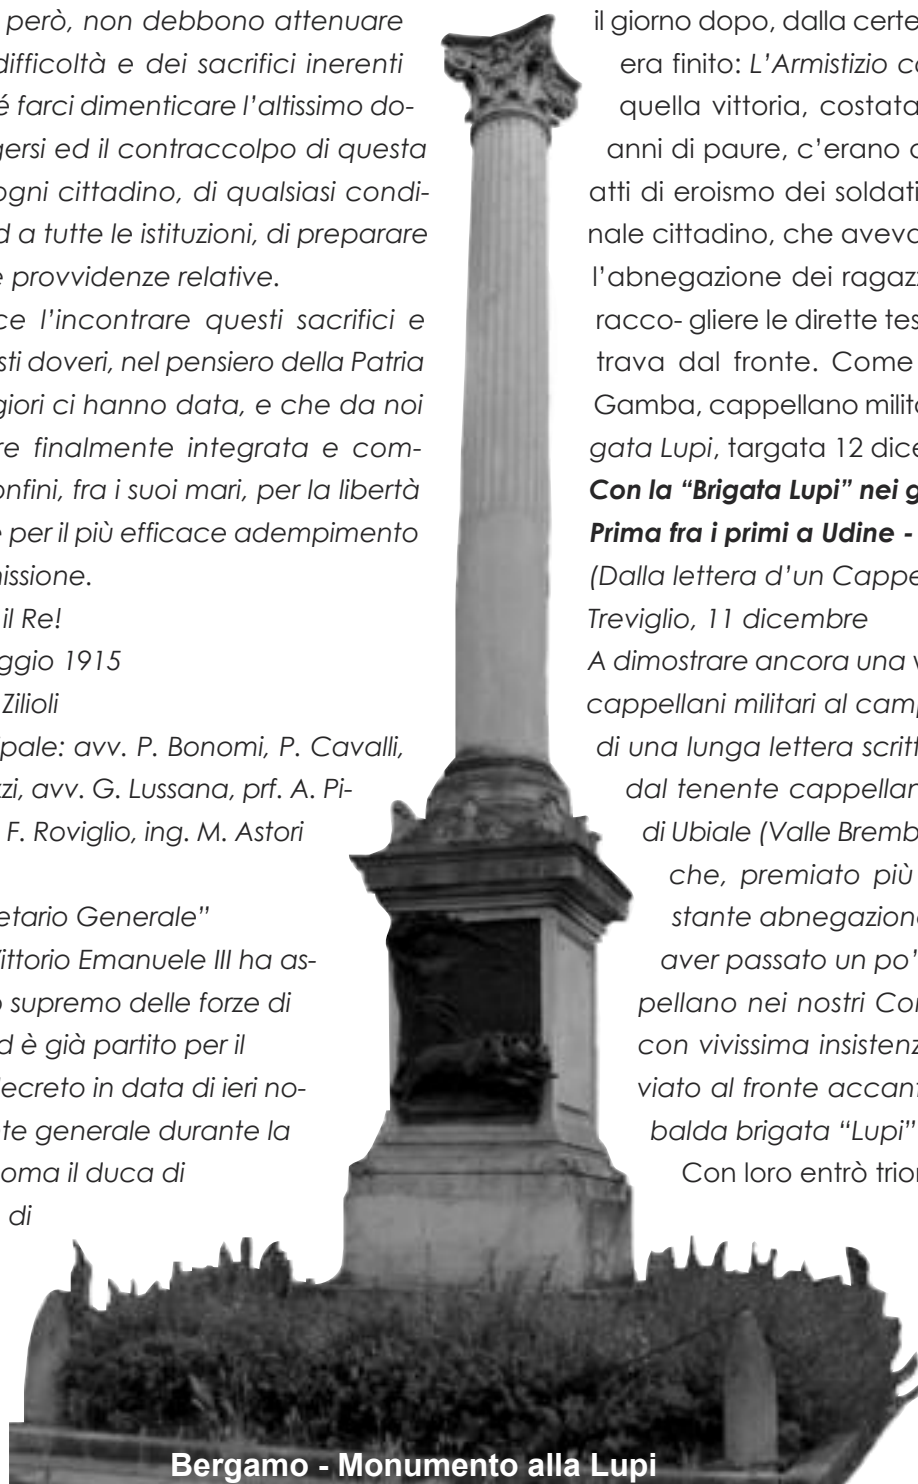 però, non debbono attenuare
difficoltà e dei sacrifici inerenti
é farci dimenticare l’altissimo do-
gersi ed il contraccolpo di questa
ogni cittadino, di qualsiasi condi-
d a tutte le istituzioni, di preparare
e provvidenze relative.
ce l’incontrare questi sacrifici e
sti doveri, nel pensiero della Patria
giori ci hanno data, e che da noi
re finalmente integrata e com-
onfini, fra i suoi mari, per la libertà
e per il più efficace adempimento
missione.
il Re!
ggio 1915
Zilioli
ipale: avv. P. Bonomi, P. Cavalli,
zzi, avv. G. Lussana, prf. A. Pi-
F. Roviglio, ing. M. Astori
etario Generale”
Vittorio Emanuele III ha as-
o supremo delle forze di
d è già partito per il
decreto in data di ieri no-
te generale durante la
oma il duca di
di
il giorno dopo, dalla certe
era finito: L’Armistizio co
quella vittoria, costata
anni di paure, c’erano
atti di eroismo dei soldati
nale cittadino, che aveva
l’abnegazione dei ragazz
racco- gliere le dirette tes
trava dal fronte. Come
Gamba, cappellano milita
gata Lupi, targata 12 dice
Con la “Brigata Lupi” nei g
Prima fra i primi a Udine -
(Dalla lettera d’un Cappe
Treviglio, 11 dicembre
A dimostrare ancora una v
cappellani militari al camp
di una lunga lettera scritt
dal tenente cappellan
di Ubiale (Valle Bremb
che, premiato più
stante abnegazione
aver passato un po’
pellano nei nostri Cor
con vivissima insistenz
viato al fronte accant
balda brigata “Lupi”
Con loro entrò trion
Bergamo - Monumento alla Lupi